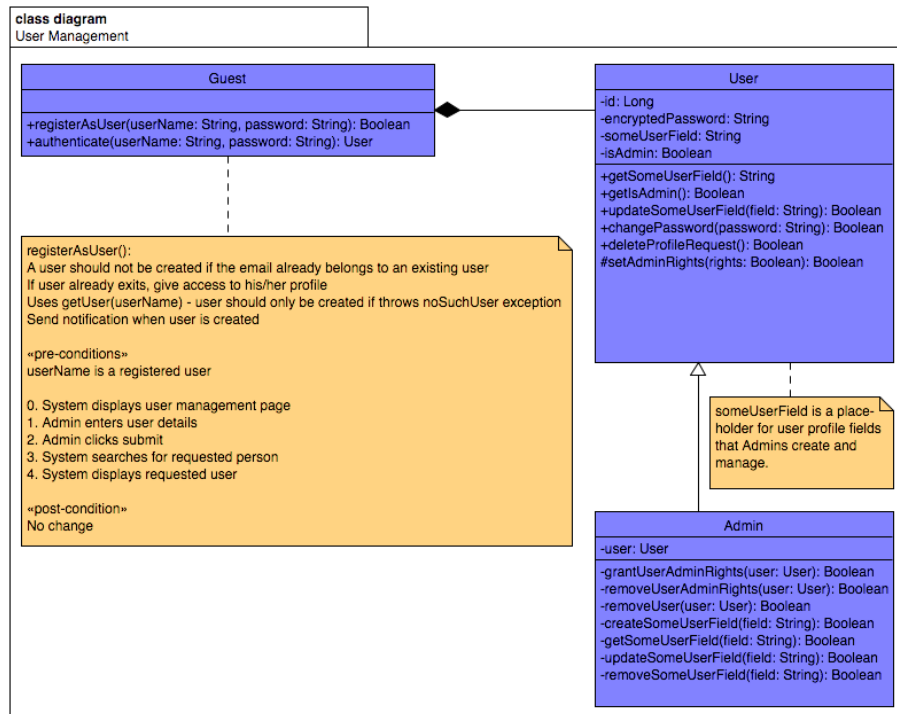 class diagram
User Management
Guest
+registerAsUser(userName: String, password: String): Boolean
+authenticate(userName: String, password: String): User
User
-id: Long
-encryptedPassword: String
-someUserField: String
-isAdmin: Boolean
+getSomeUserField(): String
+getIsAdmin(): Boolean
+updateSomeUserField(field: String): Boolean
+changePassword(password: String): Boolean
+deleteProfileRequest(): Boolean
#setAdminRights(rights: Boolean): Boolean
registerAsUser():
A user should not be created if the email already belongs to an existing user
If user already exits, give access to his/her profile
Uses getUser(userName) - user should only be created if throws noSuchUser exception
Send notification when user is created
«pre-conditions»
userName is a registered user
0. System displays user management page
1. Admin enters user details
2. Admin clicks submit
3. System searches for requested person
4. System displays requested user
«post-condition»
No change
someUserField is a place-
holder for user profile fields
that Admins create and
manage.
Admin
-user: User
-grantUserAdminRights(user: User): Boolean
-removeUserAdminRights(user: User): Boolean
-removeUser(user: User): Boolean
-createSomeUserField(field: String): Boolean
-getSomeUserField(field: String): Boolean
-updateSomeUserField(field: String): Boolean
-removeSomeUserField(field: String): Boolean